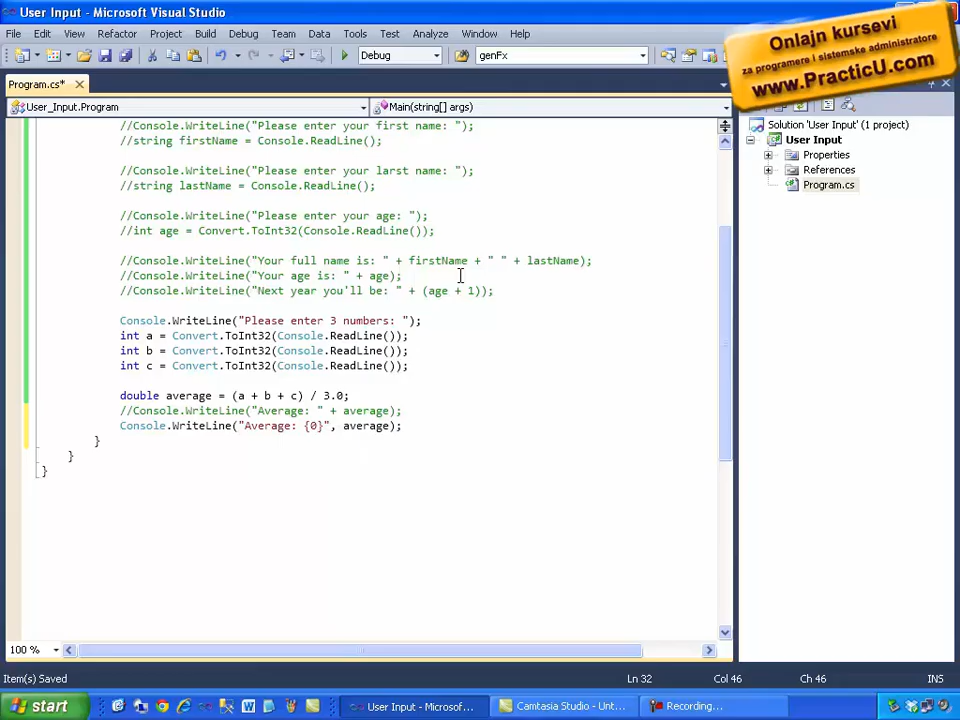 User Input - Microsoft Visual Studio
File Edit View Refactor Project Build Debug Team Data Tools Test Analyze Window Help
Debug genFx
Onlajn kursevi
za programere i sistemske administratore
www.PracticU.com
Program.cs*
User_Input.Program Main(string[] args)
Solution 'User Input' (1 project)
User Input
Properties
References
Program.cs
//Console.WriteLine("Please enter your first name: ");
//string firstName = Console.ReadLine();
//Console.WriteLine("Please enter your larst name: ");
//string lastName = Console.ReadLine();
//Console.WriteLine("Please enter your age: ");
//int age = Convert.ToInt32(Console.ReadLine());
//Console.WriteLine("Your full name is: " + firstName + " " + lastName);
//Console.WriteLine("Your age is: " + age);
//Console.WriteLine("Next year you'll be: " + (age + 1));
Console.WriteLine("Please enter 3 numbers: ");
int a = Convert.ToInt32(Console.ReadLine());
int b = Convert.ToInt32(Console.ReadLine());
int c = Convert.ToInt32(Console.ReadLine());
double average = (a + b + c) / 3.0;
//Console.WriteLine("Average: " + average);
Console.WriteLine("Average: {0}", average);
}
}
}
100 %
Item(s) Saved Ln 32 Col 46 Ch 46 INS
start User Input - Microsof... Camtasia Studio - Unt... Recording...